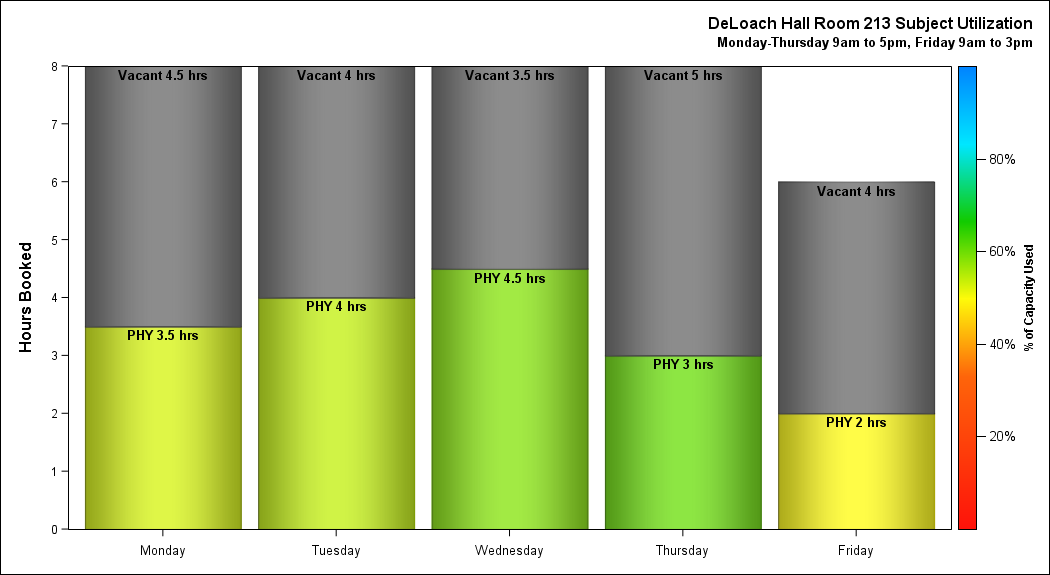 DeLoach Hall Room 213 Subject Utilization
Monday-Thursday 9am to 5pm, Friday 9am to 3pm
Hours Booked
8
7
6
5
4
3
2
1
0
Vacant 4.5 hrs
PHY 3.5 hrs
Vacant 4 hrs
PHY 4 hrs
Vacant 3.5 hrs
PHY 4.5 hrs
Vacant 5 hrs
PHY 3 hrs
Vacant 4 hrs
PHY 2 hrs
Monday
Tuesday
Wednesday
Thursday
Friday
80%
60%
40%
20%
% of Capacity Used